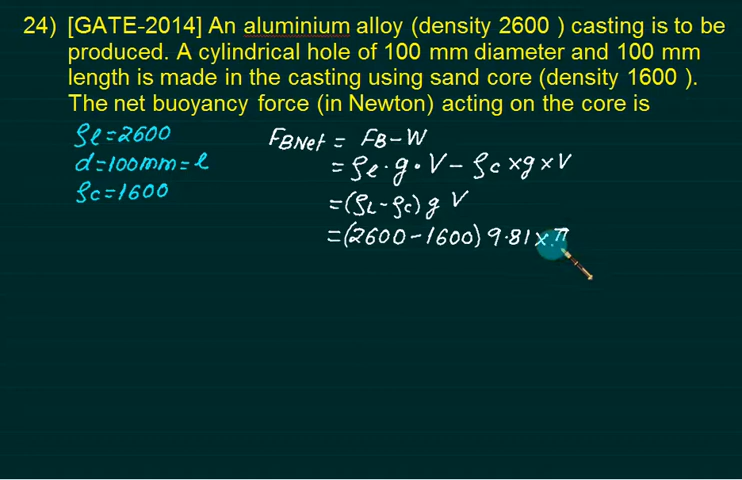 24) [GATE-2014] An aluminium alloy (density 2600 ) casting is to be
produced. A cylindrical hole of 100 mm diameter and 100 mm
length is made in the casting using sand core (density 1600 ).
The net buoyancy force (in Newton) acting on the core is
ρl = 2600
d = 100mm = l
ρc = 1600
FBNet = FB - W
= ρl · g · V - ρc × g × V
= (ρL - ρc) g V
= (2600 - 1600) 9.81 × π